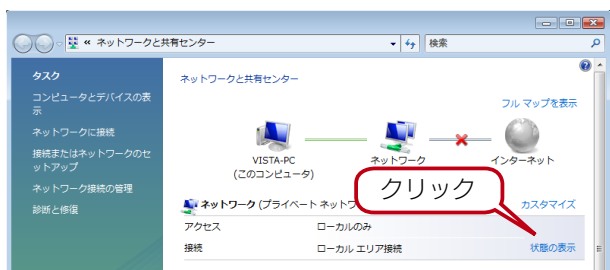 « ネットワークと共有センター
検索
タスク
コンピュータとデバイスの表
示
ネットワークに接続
接続またはネットワークのセ
ットアップ
ネットワーク接続の管理
診断と修復
ネットワークと共有センター
フル マップを表示
VISTA-PC
(このコンピュータ)
ネットワーク
インターネット
クリック
ネットワーク (プライベート ネットワ
カスタマイズ
アクセス
ローカルのみ
接続
ローカル エリア接続
状態の表示